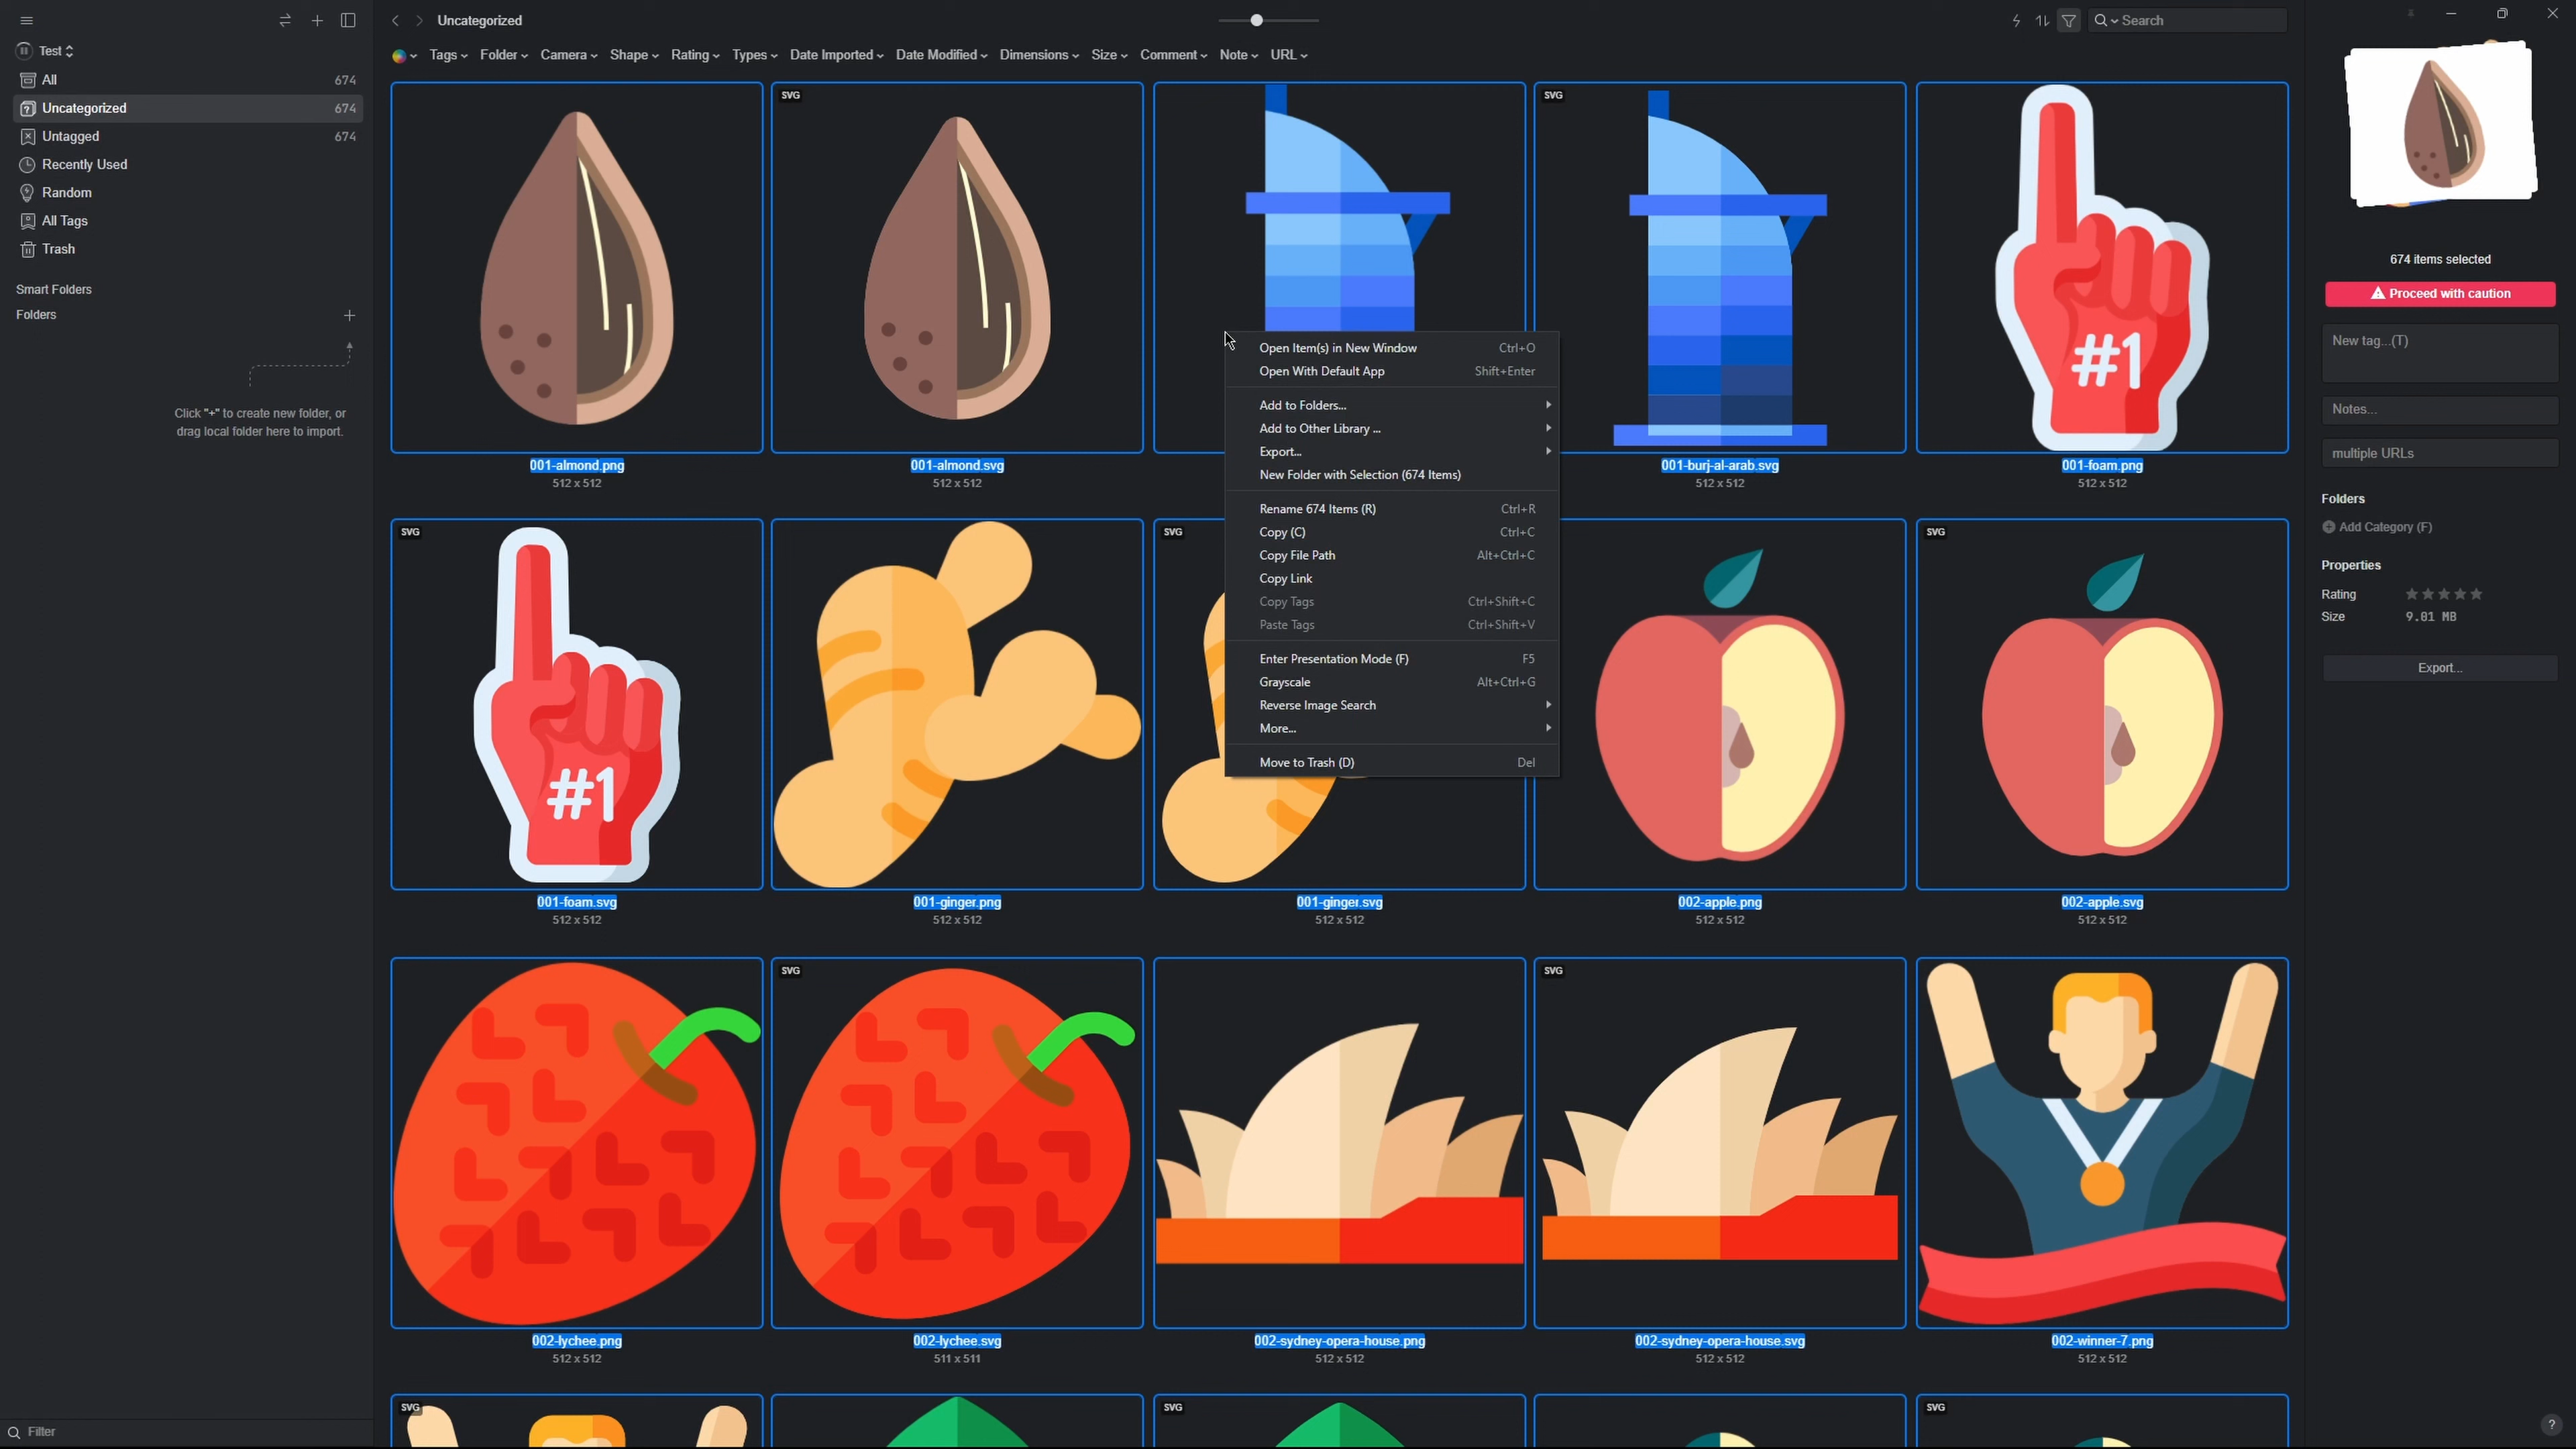 Uncategorized
Search
Test
Tags Folder Camera Shape Rating Types Date Imported Date Modified Dimensions Size Comment Note URL
All 674
Uncategorized 674
Untagged 674
Recently Used
Random
All Tags
Trash
Smart Folders
Folders
Click "+" to create new folder, or
drag local folder here to import.
Filter
SVG
SVG
#1
001-almond.png
512 x 512
001-almond.svg
512 x 512
001-burj-al-arab.svg
512 x 512
001-foam.png
512 x 512
Open Item(s) in New Window Ctrl+O
Open With Default App Shift+Enter
Add to Folders...
Add to Other Library ...
Export...
New Folder with Selection (674 Items)
Rename 674 Items (R) Ctrl+R
Copy (C) Ctrl+C
Copy File Path Alt+Ctrl+C
Copy Link
Copy Tags Ctrl+Shift+C
Paste Tags Ctrl+Shift+V
Enter Presentation Mode (F) F5
Grayscale Alt+Ctrl+G
Reverse Image Search
More...
Move to Trash (D) Del
SVG
SVG
SVG
#1
001-foam.svg
512 x 512
001-ginger.png
512 x 512
001-ginger.svg
512 x 512
002-apple.png
512 x 512
002-apple.svg
512 x 512
SVG
SVG
002-lychee.png
512 x 512
002-lychee.svg
511 x 511
002-sydney-opera-house.png
512 x 512
002-sydney-opera-house.svg
512 x 512
002-winner-7.png
512 x 512
SVG
SVG
SVG
674 items selected
Proceed with caution
New tag...(T)
Notes...
multiple URLs
Folders
Add Category (F)
Properties
Rating
Size 9.01 MB
Export...
?